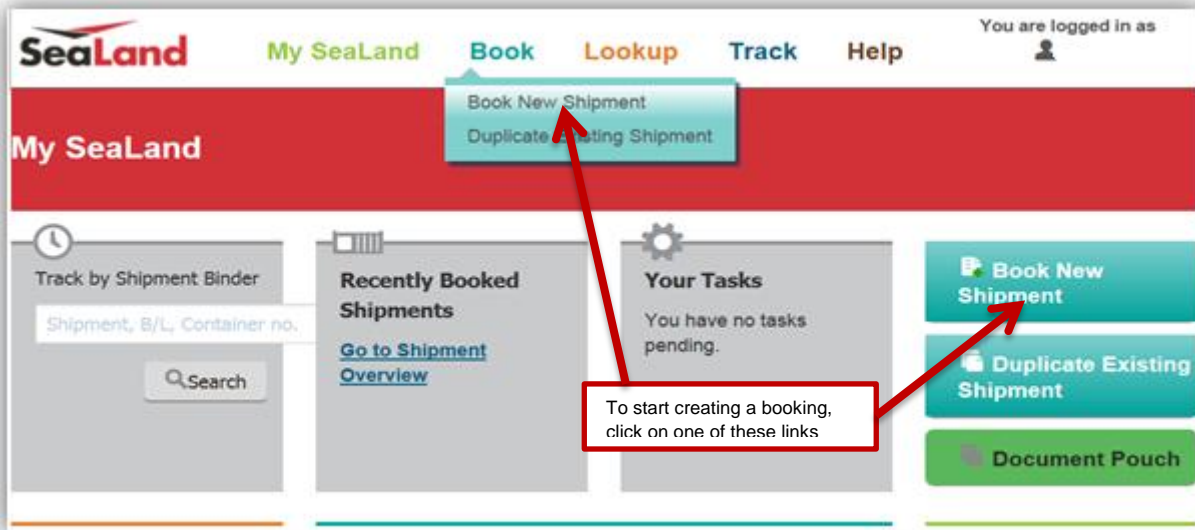 SeaLand
My SeaLand Book Lookup Track Help
You are logged in as
Book New Shipment
Duplicate Existing Shipment
My SeaLand
Track by Shipment Binder
Shipment, B/L, Container no.
Search
Recently Booked
Shipments
Go to Shipment
Overview
Your Tasks
You have no tasks
pending.
Book New
Shipment
Duplicate Existing
Shipment
Document Pouch
To start creating a booking,
click on one of these links